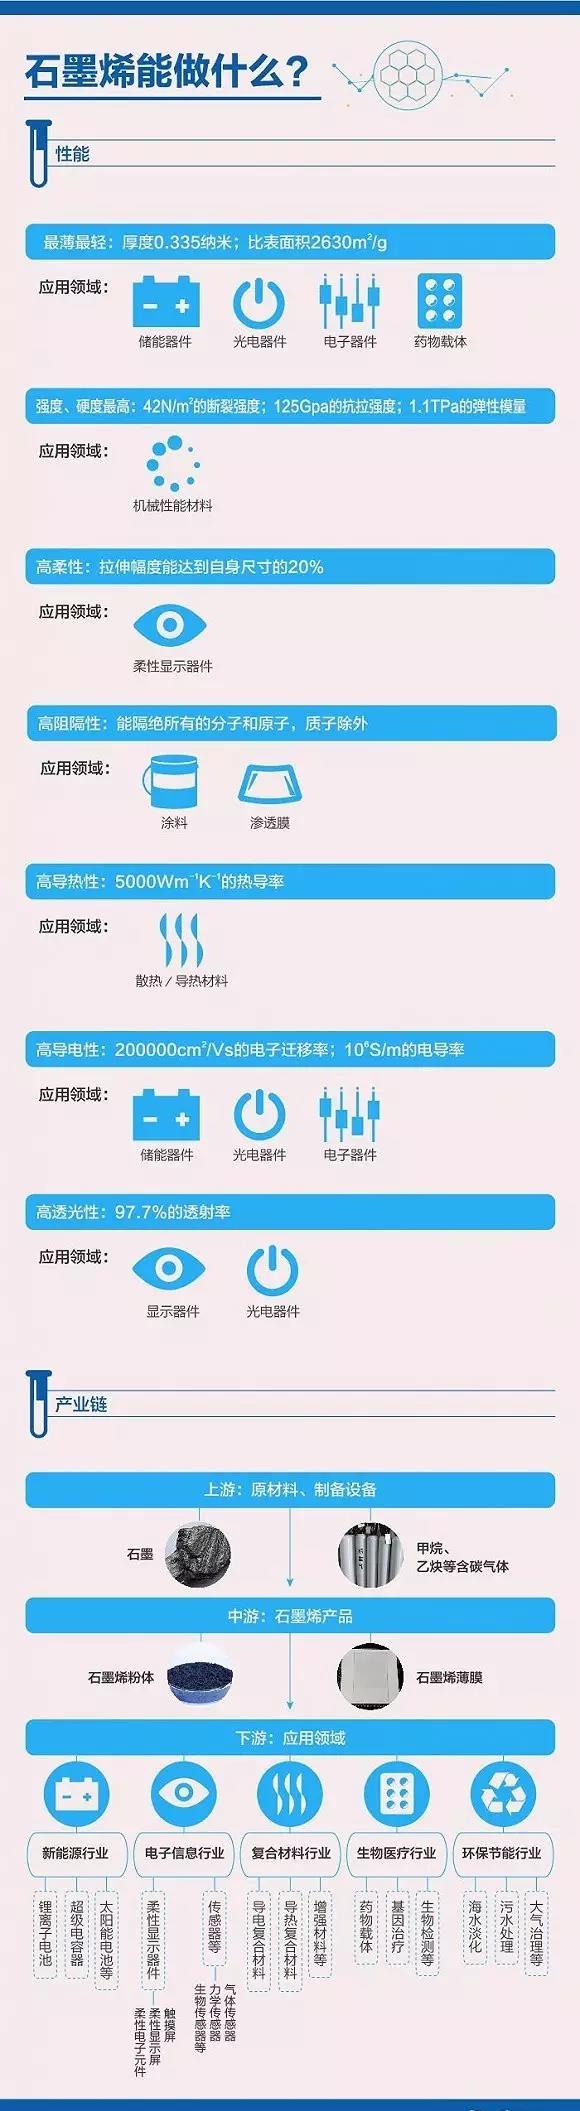 石墨烯能做什么？
性能
最薄最轻：厚度0.335纳米；比表面积2630m²/g
应用领域：
储能器件
光电器件
电子器件
药物载体
强度、硬度最高：42N/m²的断裂强度；125Gpa的抗拉强度；1.1TPa的弹性模量
应用领域：
机械性能材料
高柔性：拉伸幅度能达到自身尺寸的20%
应用领域：
柔性显示器件
高阻隔性：能隔绝所有的分子和原子，质子除外
应用领域：
涂料
渗透膜
高导热性：5000Wm⁻¹K⁻¹的热导率
应用领域：
散热/导热材料
高导电性：200000cm²/Vs的电子迁移率；10⁶S/m的电导率
应用领域：
储能器件
光电器件
电子器件
高透光性：97.7%的透射率
应用领域：
显示器件
光电器件
产业链
上游：原材料、制备设备
石墨
甲烷、
乙炔等含碳气体
中游：石墨烯产品
石墨烯粉体
石墨烯薄膜
下游：应用领域
新能源行业
电子信息行业
复合材料行业
生物医疗行业
环保节能行业
锂离子电池
超级电容器
太阳能电池等
柔性显示器件
传感器等
导电复合材料
导热复合材料
增强材料等
药物载体
基因治疗
生物检测等
海水淡化
污水处理
大气治理等
触摸屏
柔性显示屏
柔性电子元件
气体传感器
力学传感器
生物传感器等